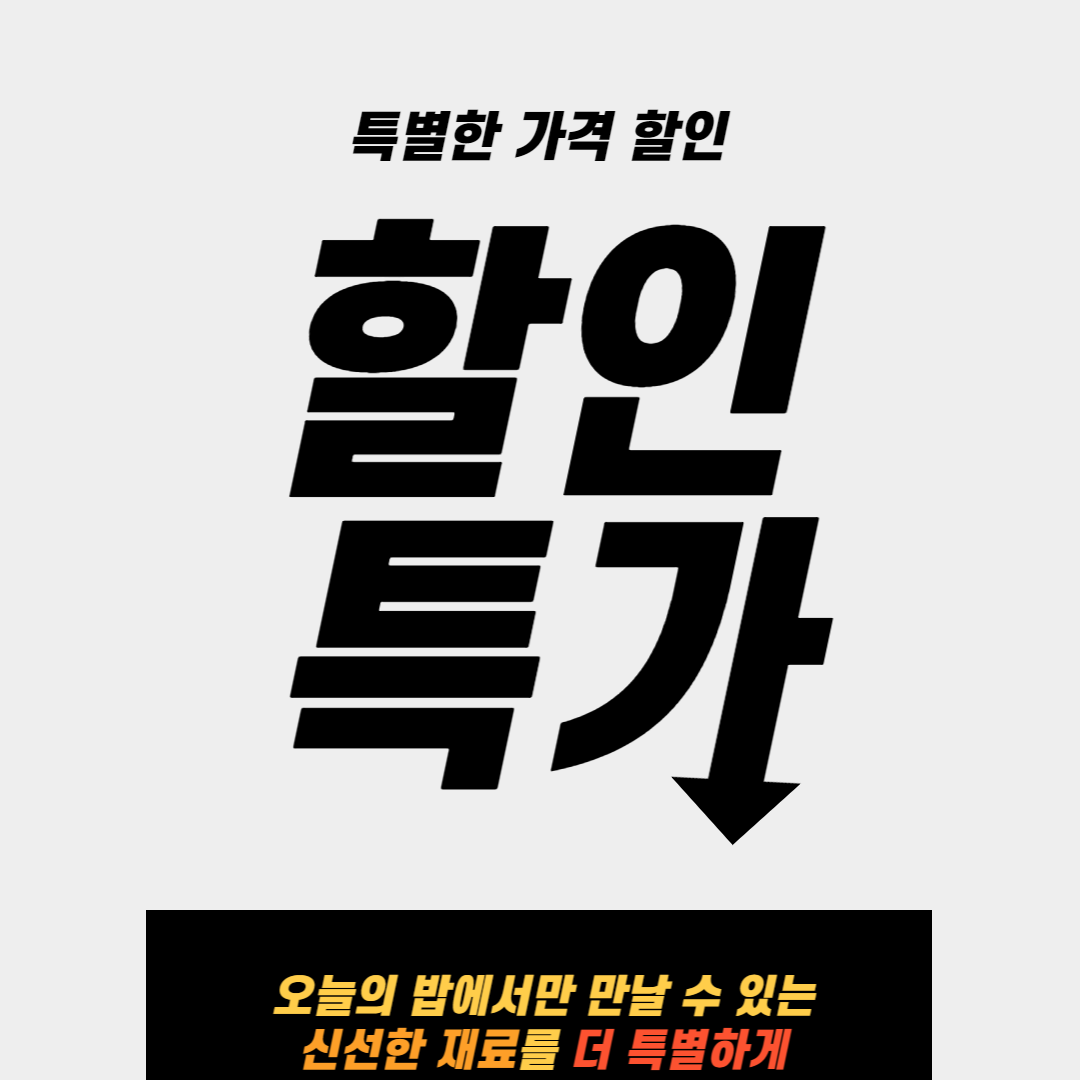 특별한 가격 할인
할인
특가
오늘의 밥에서만 만날 수 있는
신선한 재료를 더 특별하게